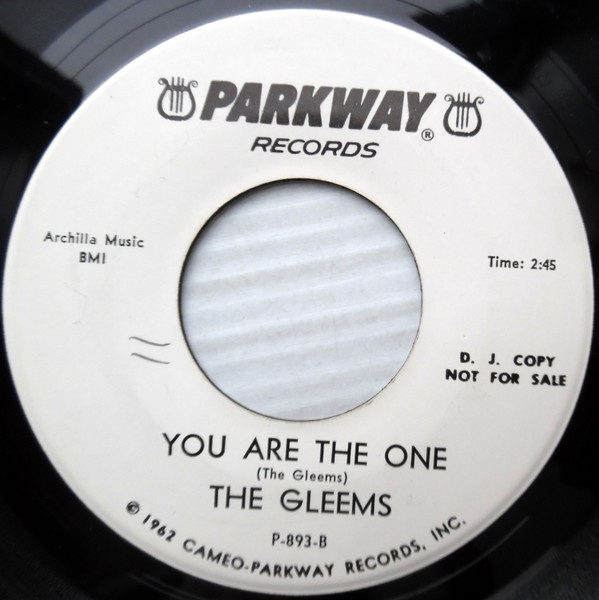 PARKWAY®
RECORDS
Archilla Music
BMI
Time: 2:45
D. J. COPY
NOT FOR SALE
YOU ARE THE ONE
(The Gleems)
THE GLEEMS
P-893-B
© 1962 CAMEO-PARKWAY RECORDS, INC.